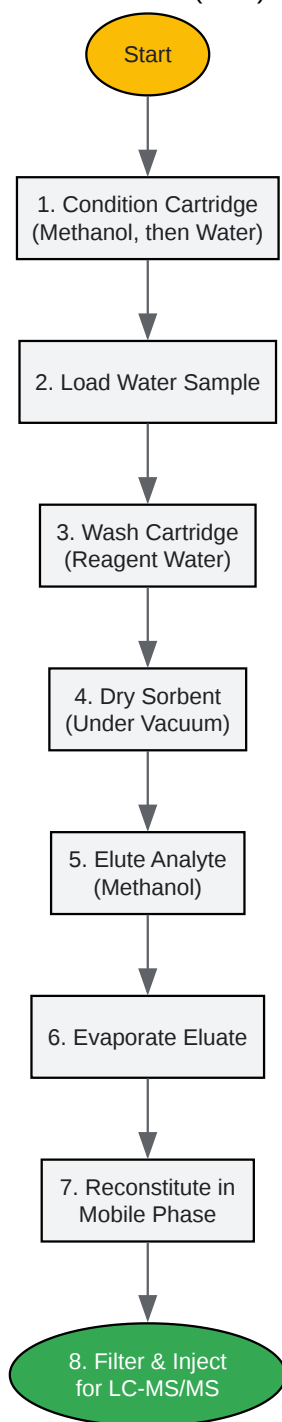 Start
1. Condition Cartridge
(Methanol, then Water)
2. Load Water Sample
3. Wash Cartridge
(Reagent Water)
4. Dry Sorbent
(Under Vacuum)
5. Elute Analyte
(Methanol)
6. Evaporate Eluate
7. Reconstitute in
Mobile Phase
8. Filter & Inject
for LC-MS/MS